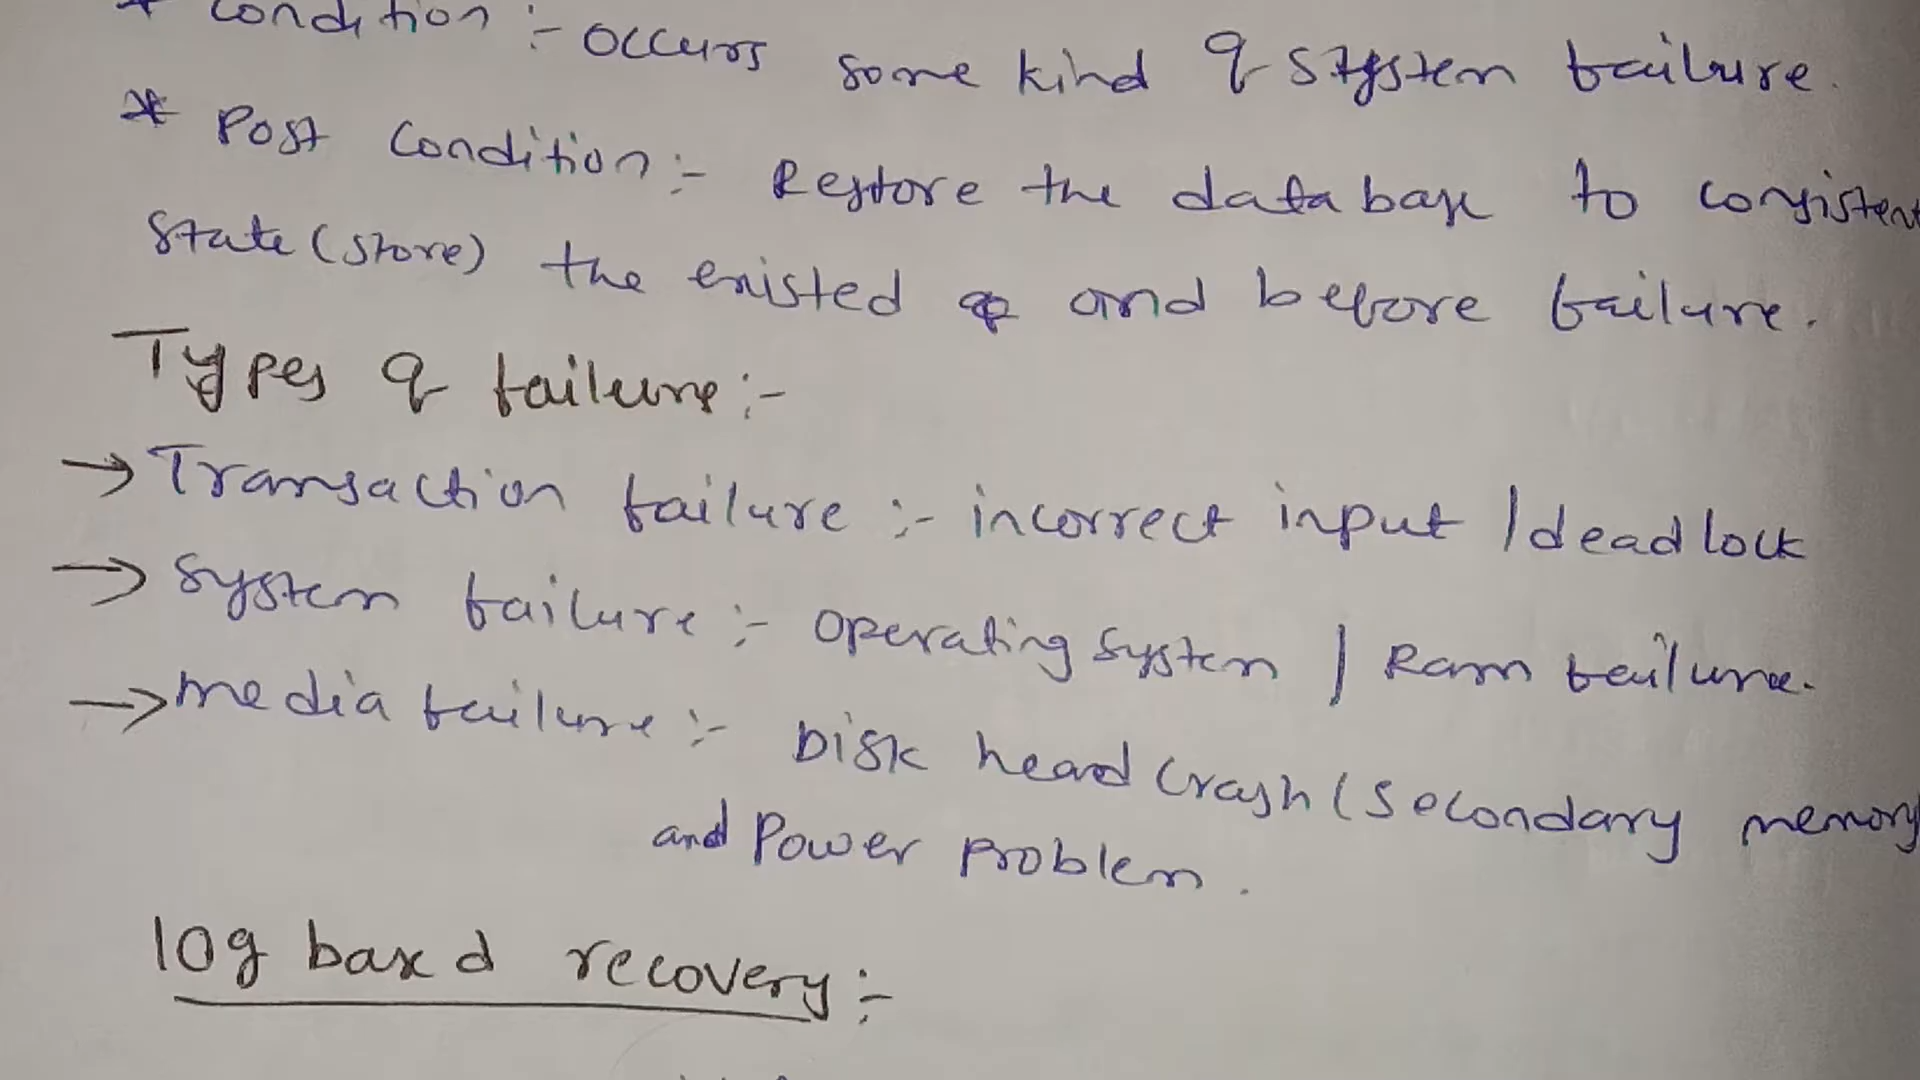 * Condition :- occurs some kind of system failure.
* Post Condition :- Restore the database to consistent
state (store) the existed and before failure.
Types of failure :-
→ Transaction failure :- incorrect input / deadlock
→ System failure :- operating system / Ram failure.
→ media failure :- Disk head crash (secondary memory
and Power problem.
log based recovery :-